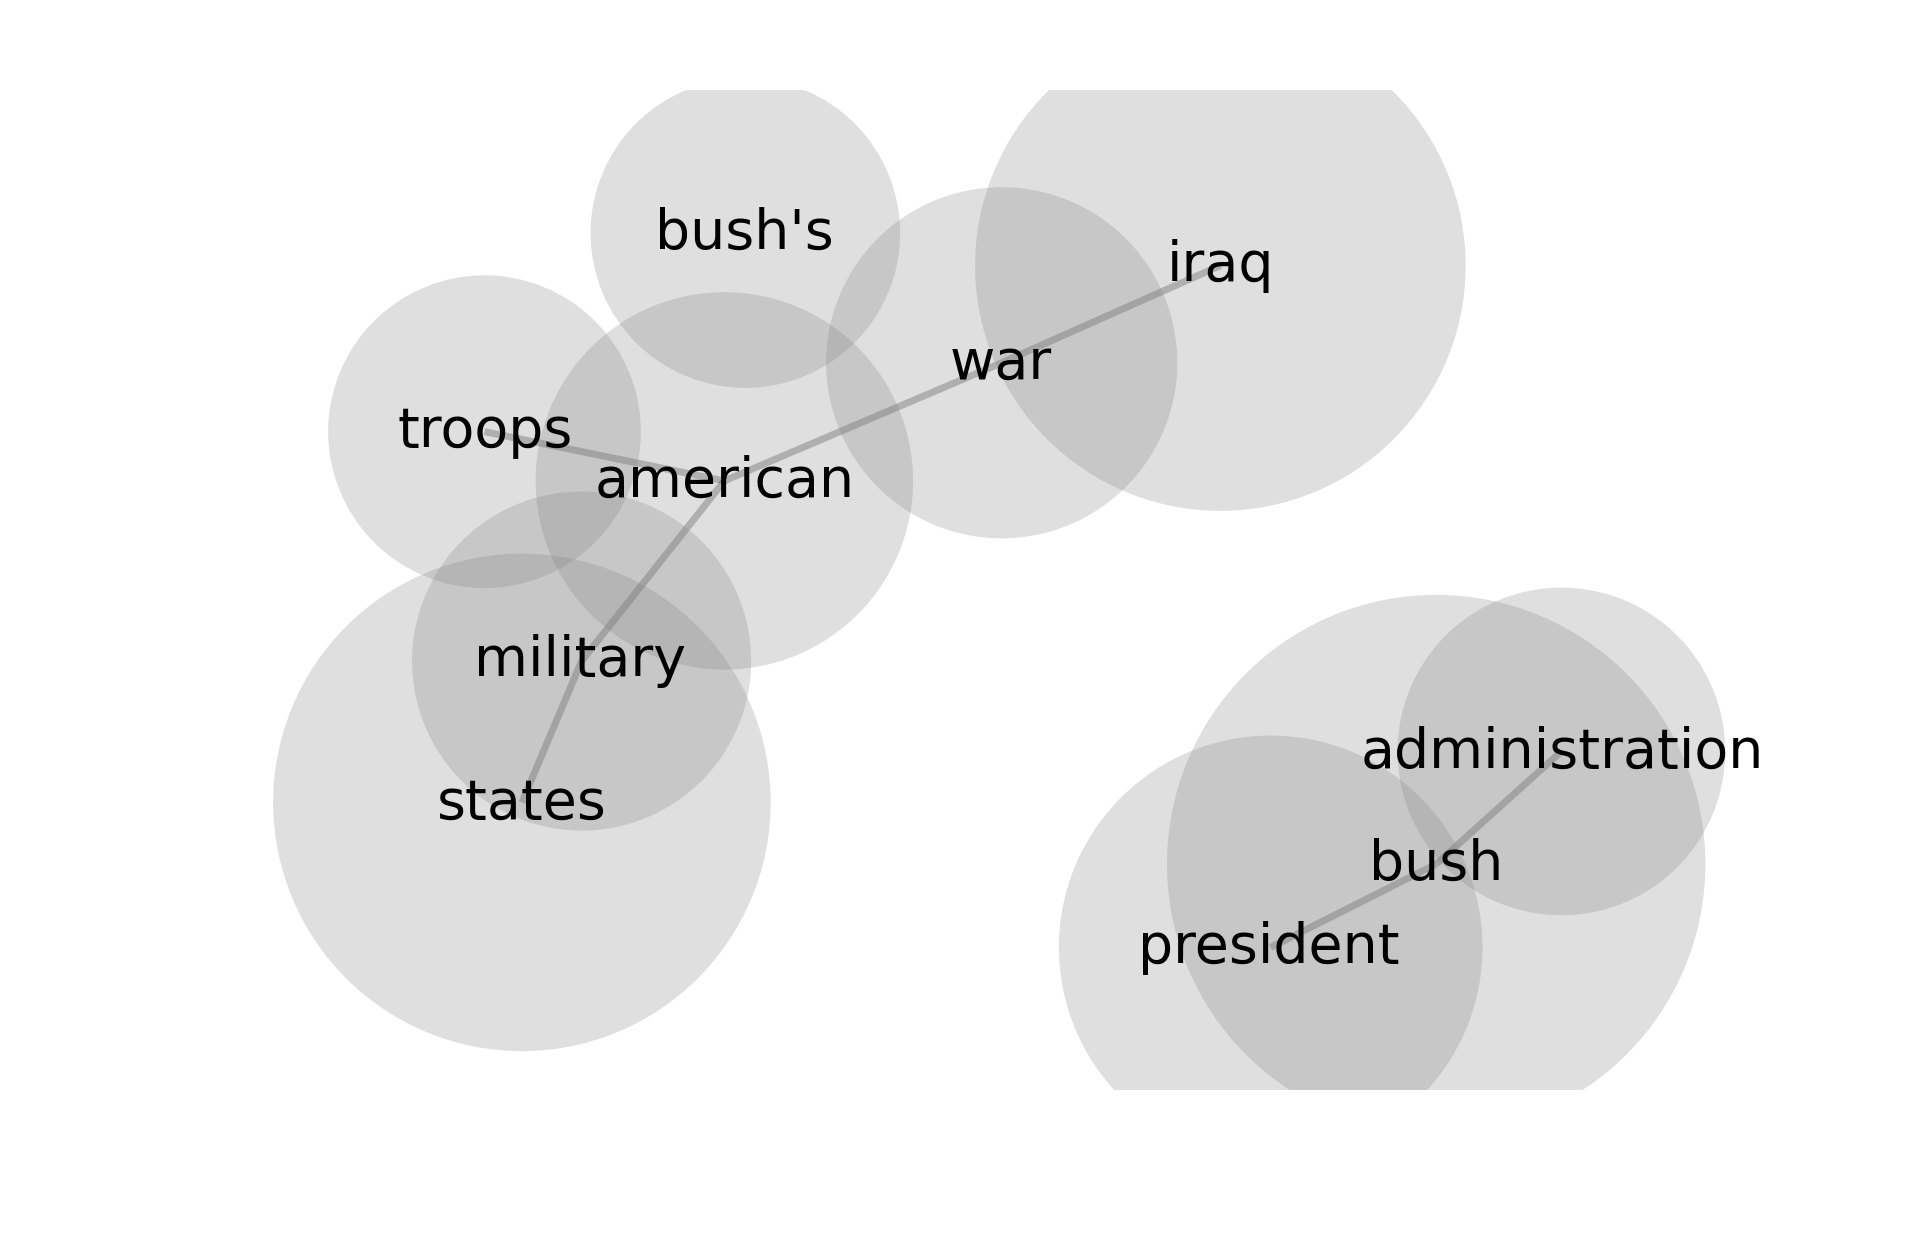 bush's
iraq
war
troops
american
military
states
administration
bush
president